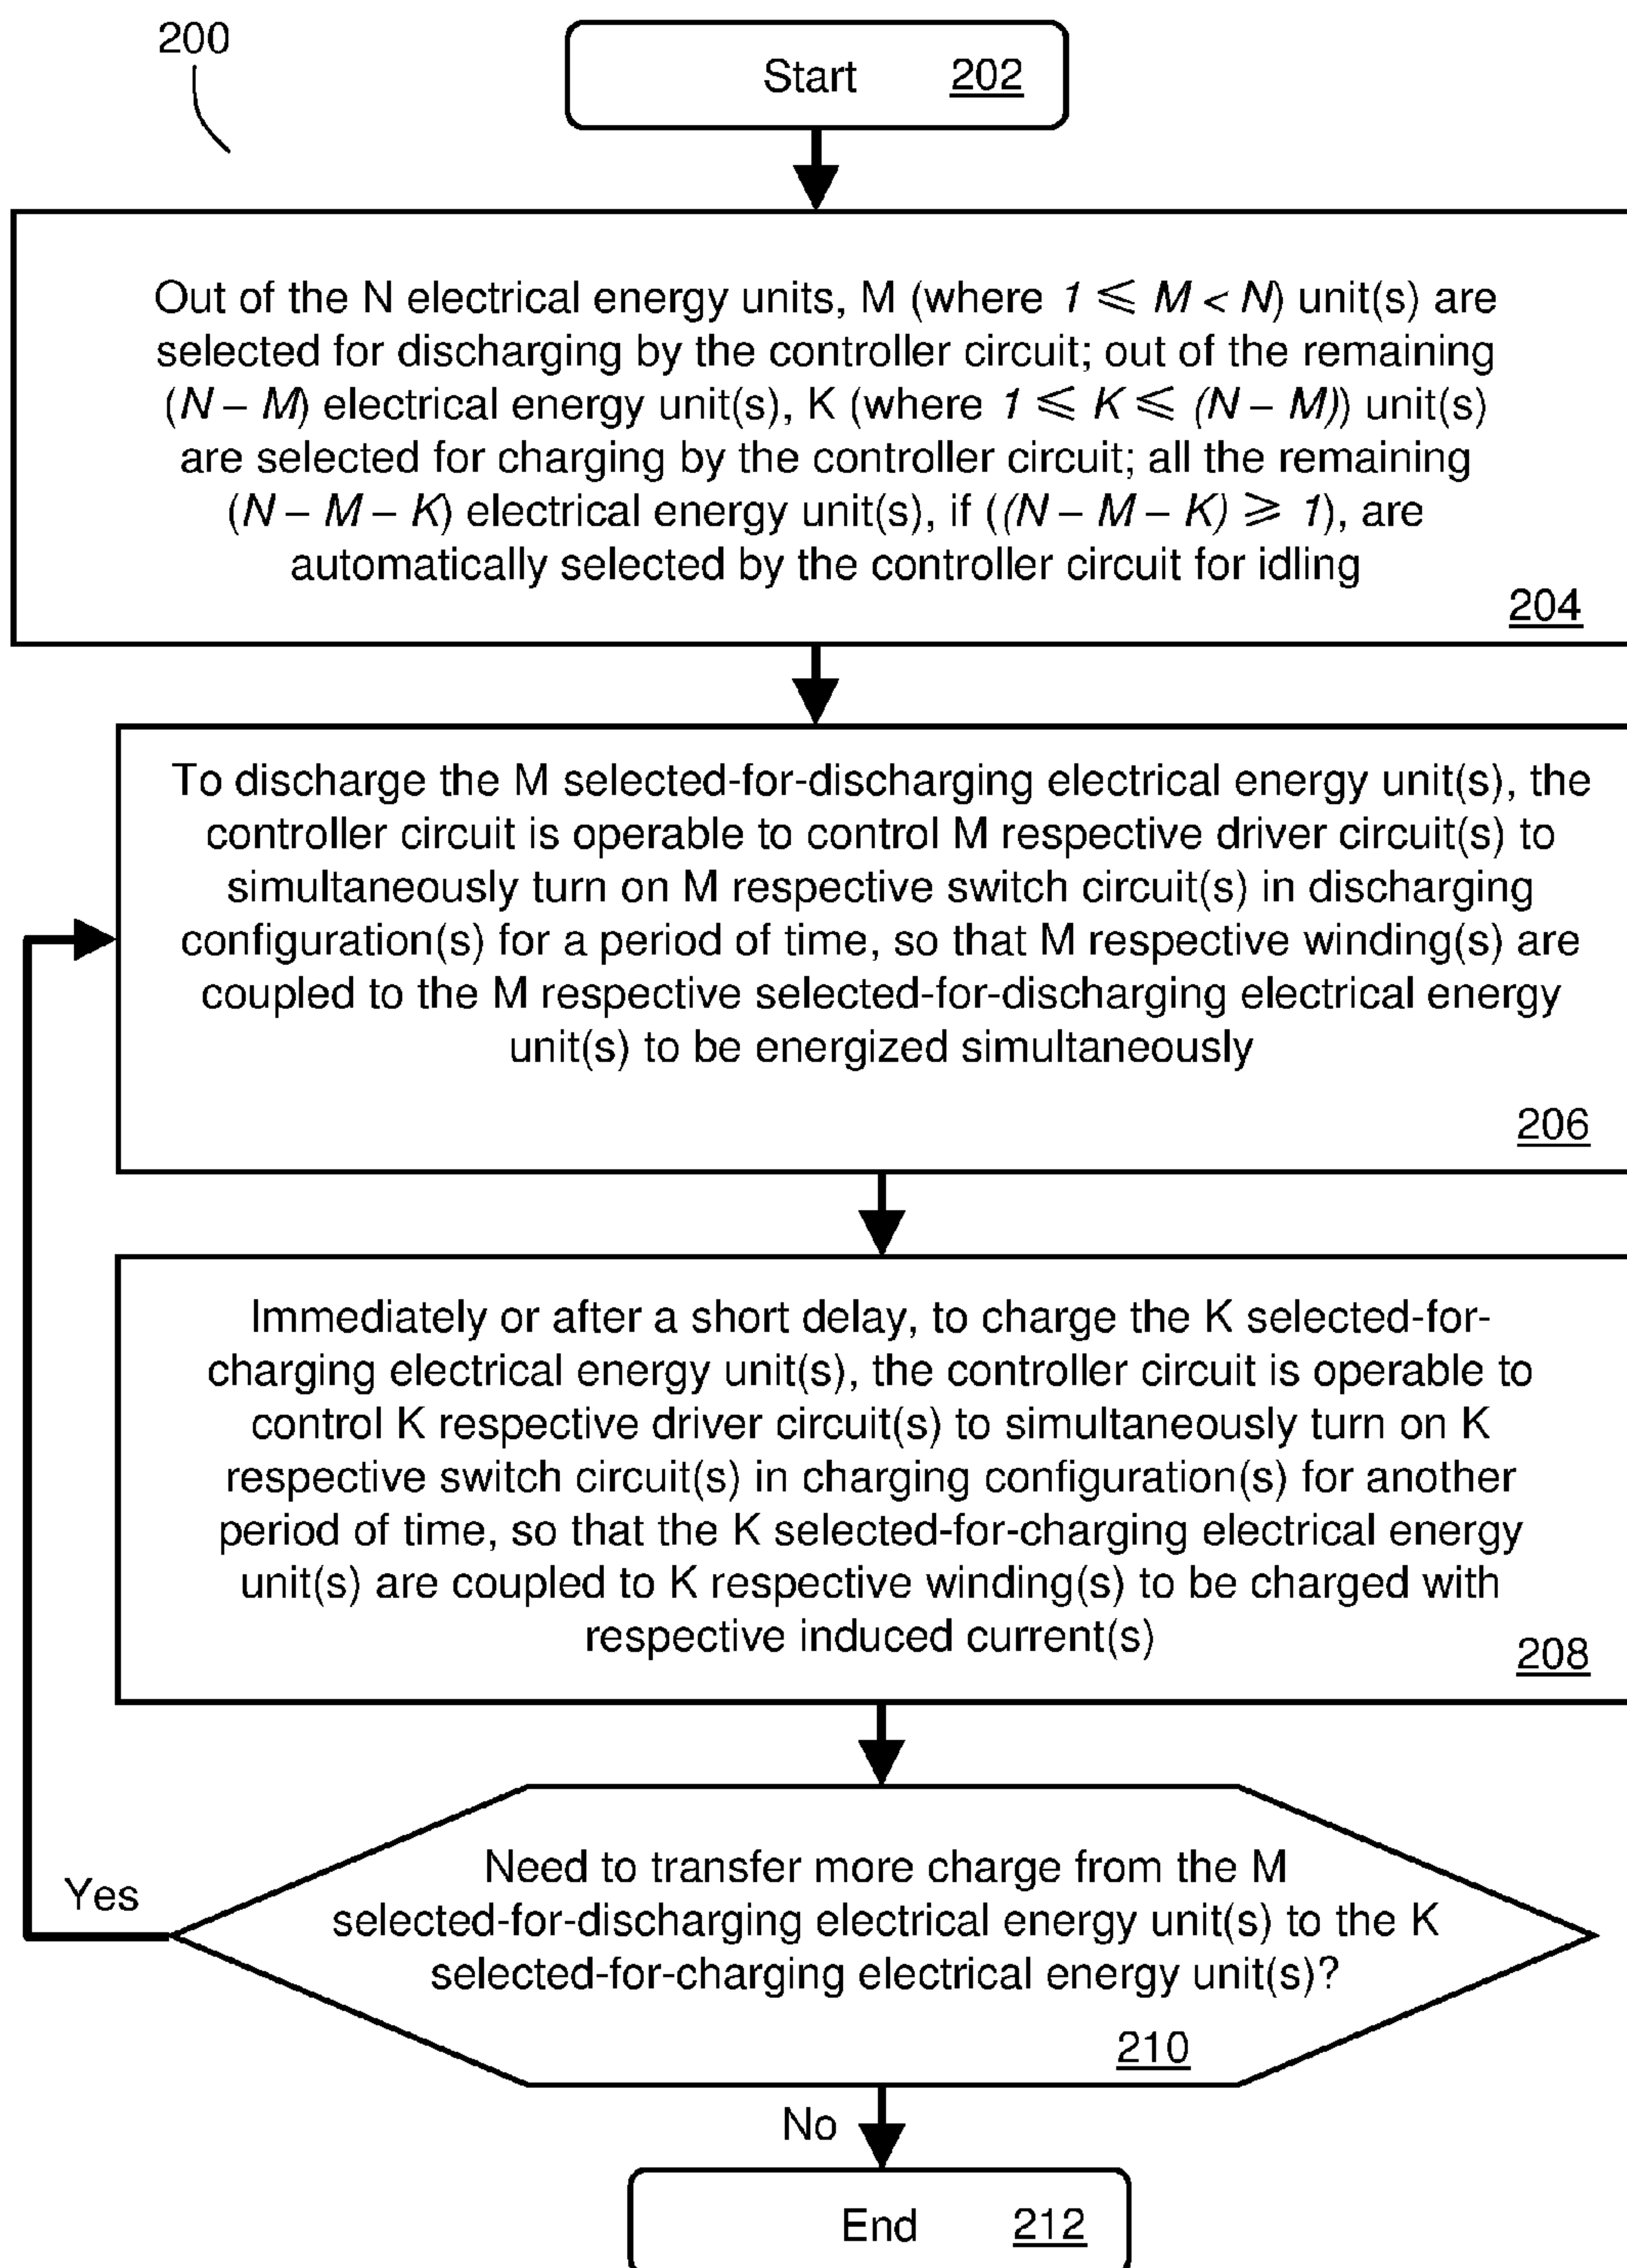 200
Start 202
Out of the N electrical energy units, M (where 1 ⩽ M < N) unit(s) are
selected for discharging by the controller circuit; out of the remaining
(N – M) electrical energy unit(s), K (where 1 ⩽ K ⩽ (N – M)) unit(s)
are selected for charging by the controller circuit; all the remaining
(N – M – K) electrical energy unit(s), if ((N – M – K) ⩾ 1), are
automatically selected by the controller circuit for idling
204
To discharge the M selected-for-discharging electrical energy unit(s), the
controller circuit is operable to control M respective driver circuit(s) to
simultaneously turn on M respective switch circuit(s) in discharging
configuration(s) for a period of time, so that M respective winding(s) are
coupled to the M respective selected-for-discharging electrical energy
unit(s) to be energized simultaneously
206
Immediately or after a short delay, to charge the K selected-for-
charging electrical energy unit(s), the controller circuit is operable to
control K respective driver circuit(s) to simultaneously turn on K
respective switch circuit(s) in charging configuration(s) for another
period of time, so that the K selected-for-charging electrical energy
unit(s) are coupled to K respective winding(s) to be charged with
respective induced current(s)
208
Need to transfer more charge from the M
selected-for-discharging electrical energy unit(s) to the K
selected-for-charging electrical energy unit(s)?
210
Yes
No
End 212